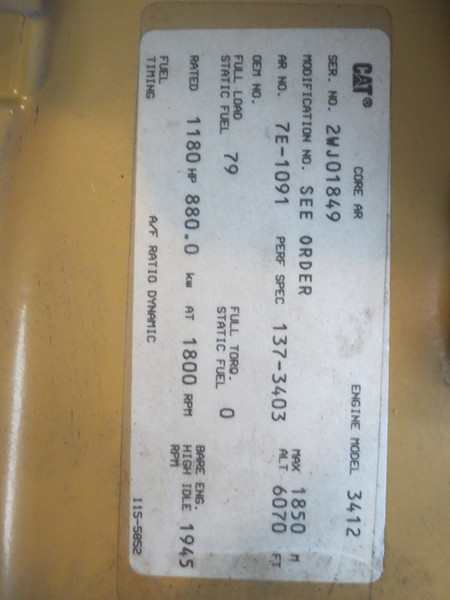 CAT® CORE AR ENGINE MODEL 3412
SER. NO. 2WJ01849
MODIFICATION NO. SEE ORDER MAX 1850 M
AR NO. 7E-1091 PERF SPEC 137-3403 ALT 6070 FT
OEM NO.
FULL LOAD FULL TORQ.
STATIC FUEL 79 STATIC FUEL 0
BARE ENG.
RATED 1180 HP 880.0 kw AT 1800 RPM HIGH IDLE 1945
RPM
FUEL
TIMING A/F RATIO DYNAMIC
115-5852